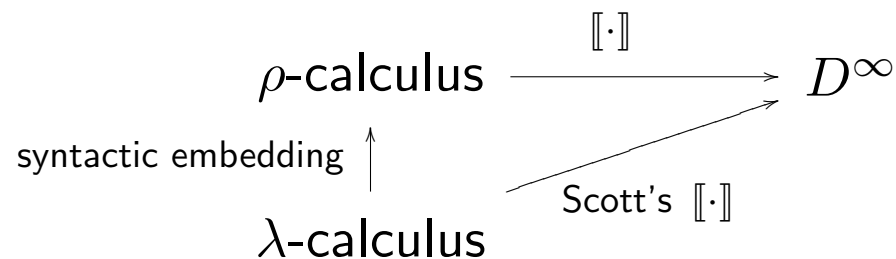 ⟦·⟧
ρ-calculus D∞
syntactic embedding
Scott's ⟦·⟧
λ-calculus